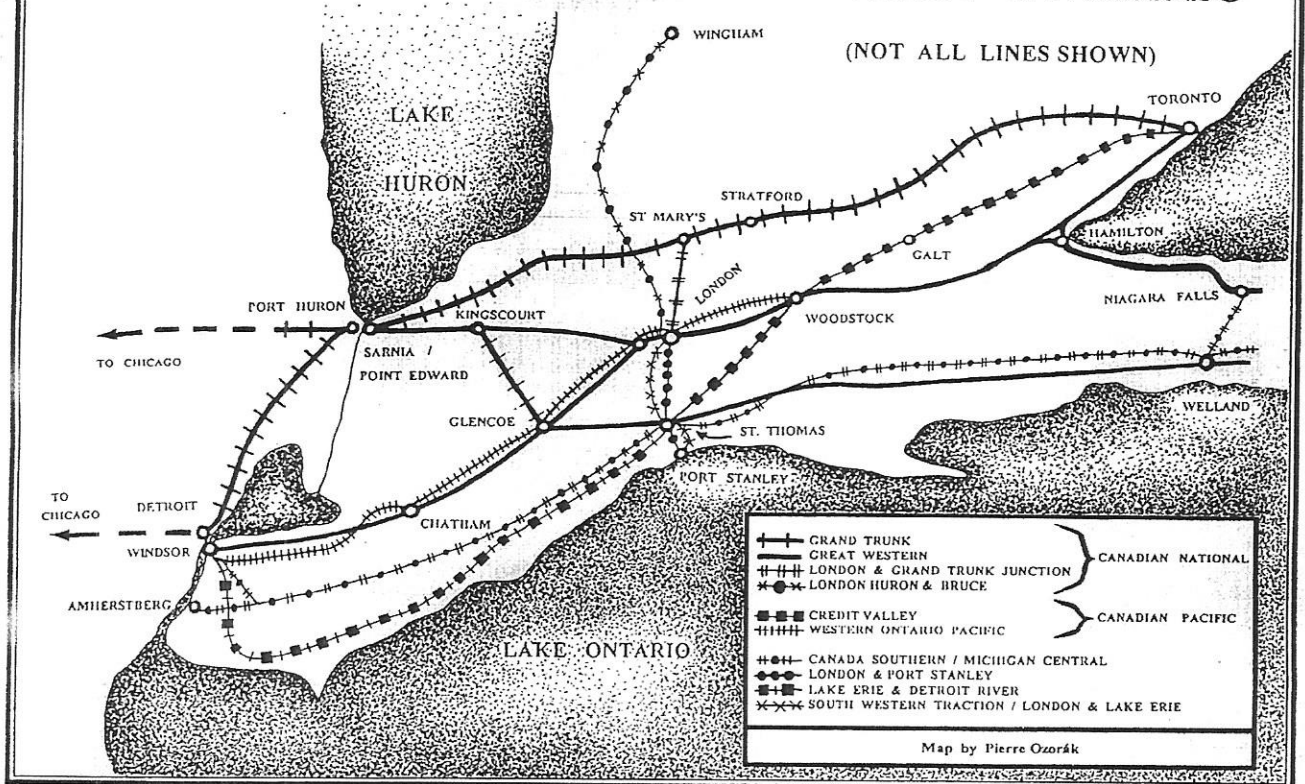 WINGHAM
(NOT ALL LINES SHOWN)
TORONTO
LAKE
HURON
STRATFORD
ST MARY'S
HAMILTON
GALT
LONDON
PORT HURON
KINGSCOURT
NIAGARA FALLS
WOODSTOCK
TO CHICAGO
SARNIA /
POINT EDWARD
GLENCOE
WELLAND
ST. THOMAS
PORT STANLEY
TO
CHICAGO
DETROIT
CHATHAM
WINDSOR
AMHERSTBERG
LAKE ONTARIO
GRAND TRUNK
GREAT WESTERN
LONDON & GRAND TRUNK JUNCTION
LONDON HURON & BRUCE
CANADIAN NATIONAL
CREDIT VALLEY
WESTERN ONTARIO PACIFIC
CANADIAN PACIFIC
CANADA SOUTHERN / MICHIGAN CENTRAL
LONDON & PORT STANLEY
LAKE ERIE & DETROIT RIVER
SOUTH WESTERN TRACTION / LONDON & LAKE ERIE
Map by Pierre Ozorák